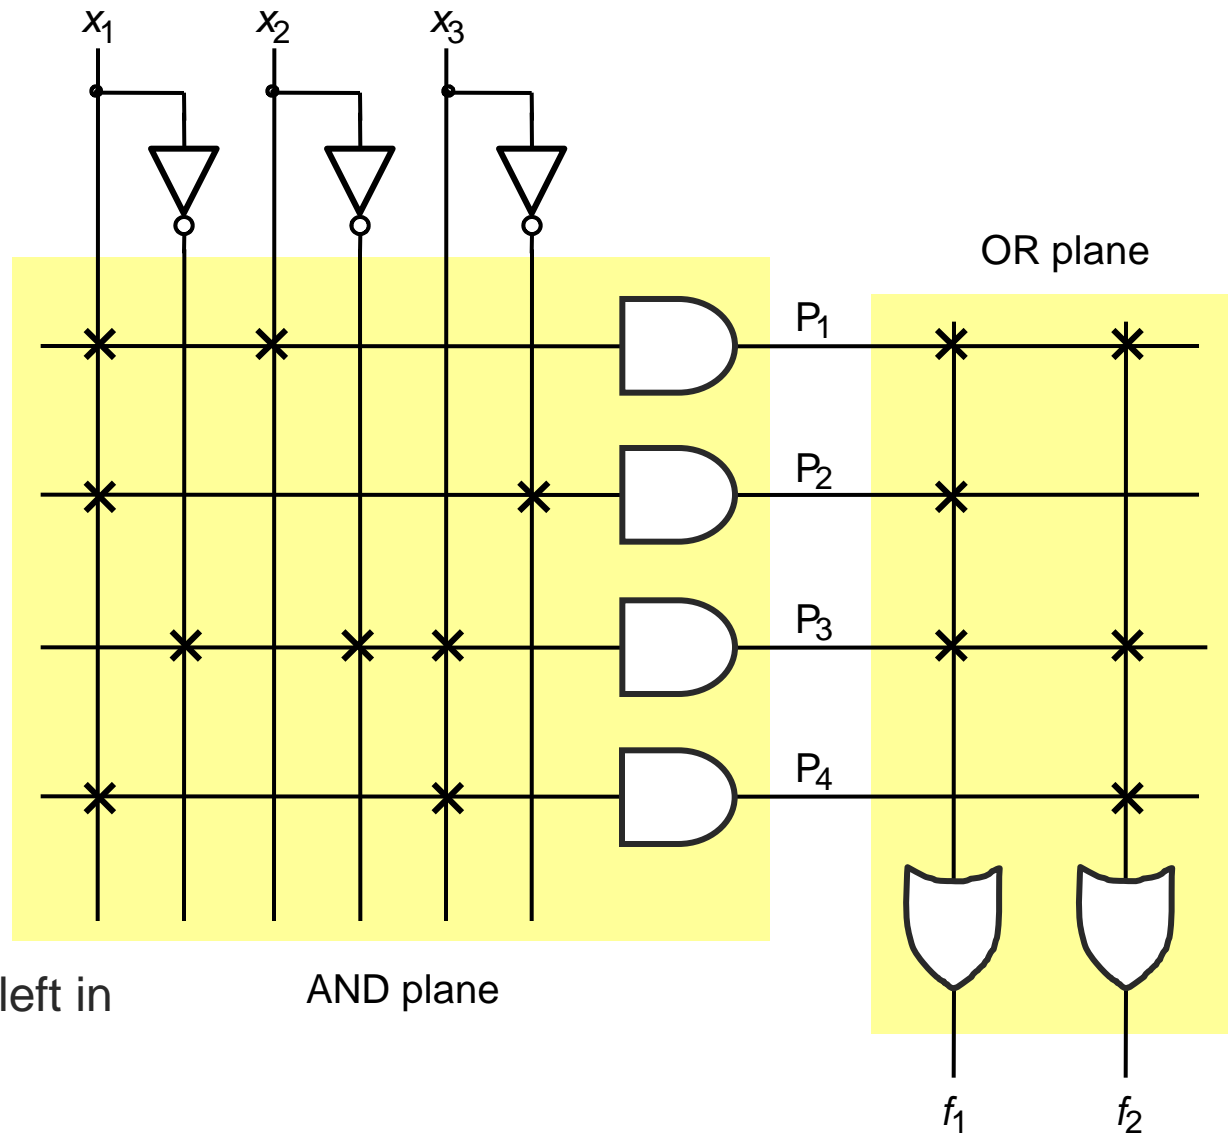 x1 x2 x3
OR plane
P1
P2
P3
P4
left in
AND plane
f1 f2